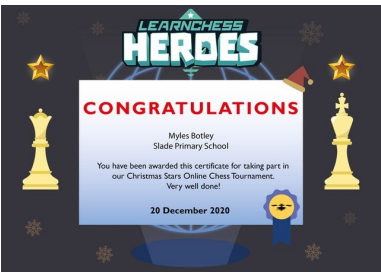 LEARNCHESS
HEROES
CONGRATULATIONS
Myles Botley
Slade Primary School
You have been awarded this certificate for taking part in
our Christmas Stars Online Chess Tournament.
Very well done!
20 December 2020